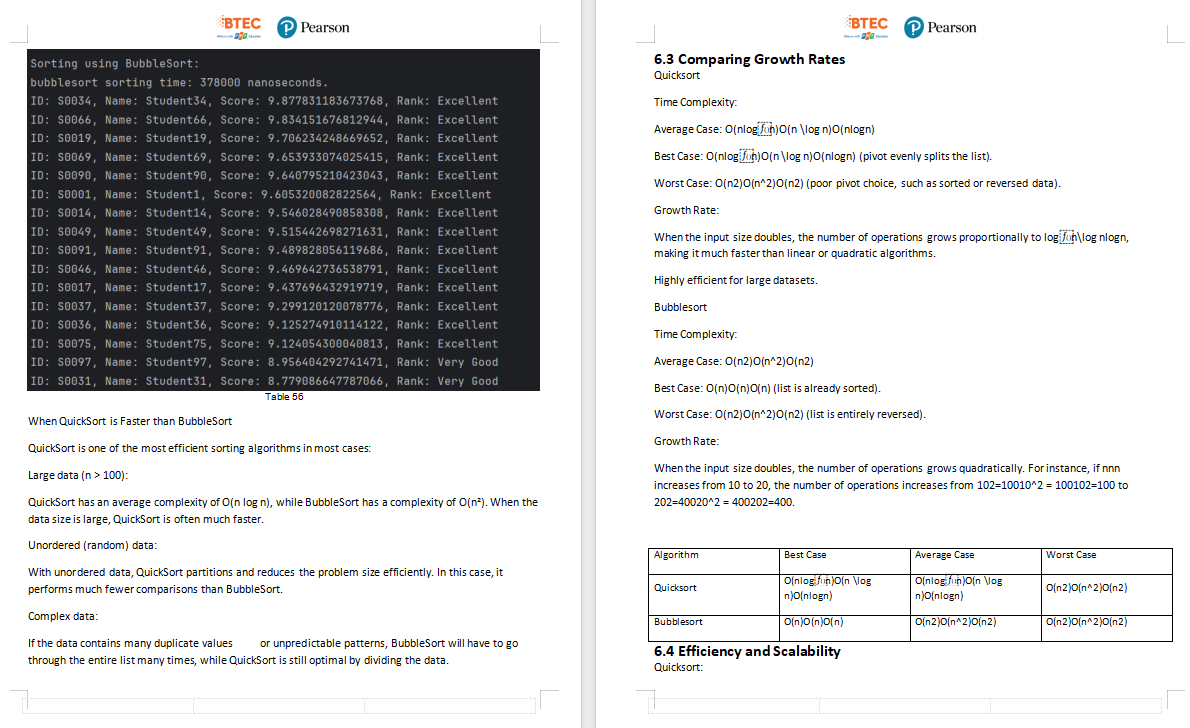 BTEC
Pearson
Sorting using BubbleSort:
bubblesort sorting time: 378000 nanoseconds.
ID: S0034, Name: Student34, Score: 9.877831183673768, Rank: Excellent
ID: S0066, Name: Student66, Score: 9.834151676812944, Rank: Excellent
ID: S0019, Name: Student19, Score: 9.706234248669652, Rank: Excellent
ID: S0069, Name: Student69, Score: 9.653933074025415, Rank: Excellent
ID: S0090, Name: Student90, Score: 9.640795210423043, Rank: Excellent
ID: S0001, Name: Student1, Score: 9.605320082822564, Rank: Excellent
ID: S0014, Name: Student14, Score: 9.546028490858308, Rank: Excellent
ID: S0049, Name: Student49, Score: 9.515442698271631, Rank: Excellent
ID: S0091, Name: Student91, Score: 9.489828056119686, Rank: Excellent
ID: S0046, Name: Student46, Score: 9.469642736538791, Rank: Excellent
ID: S0017, Name: Student17, Score: 9.437696432919719, Rank: Excellent
ID: S0037, Name: Student37, Score: 9.299120120078776, Rank: Excellent
ID: S0036, Name: Student36, Score: 9.125274910114122, Rank: Excellent
ID: S0075, Name: Student75, Score: 9.124054300040813, Rank: Excellent
ID: S0097, Name: Student97, Score: 8.956404292741471, Rank: Very Good
ID: S0031, Name: Student31, Score: 8.779086647787066, Rank: Very Good
Table 56
When QuickSort is Faster than BubbleSort
QuickSort is one of the most efficient sorting algorithms in most cases:
Large data (n > 100):
QuickSort has an average complexity of O(n log n), while BubbleSort has a complexity of O(n²). When the
data size is large, QuickSort is often much faster.
Unordered (random) data:
With unordered data, QuickSort partitions and reduces the problem size efficiently. In this case, it
performs much fewer comparisons than BubbleSort.
Complex data:
If the data contains many duplicate values or unpredictable patterns, BubbleSort will have to go
through the entire list many times, while QuickSort is still optimal by dividing the data.
BTEC
Pearson
6.3 Comparing Growth Rates
Quicksort
Time Complexity:
Average Case: O(nlogn)O(n \log n)O(nlogn)
Best Case: O(nlogn)O(n \log n)O(nlogn) (pivot evenly splits the list).
Worst Case: O(n2)O(n^2)O(n2) (poor pivot choice, such as sorted or reversed data).
Growth Rate:
When the input size doubles, the number of operations grows proportionally to logn\log nlogn,
making it much faster than linear or quadratic algorithms.
Highly efficient for large datasets.
Bubblesort
Time Complexity:
Average Case: O(n2)O(n^2)O(n2)
Best Case: O(n)O(n)O(n) (list is already sorted).
Worst Case: O(n2)O(n^2)O(n2) (list is entirely reversed).
Growth Rate:
When the input size doubles, the number of operations grows quadratically. For instance, if nnn
increases from 10 to 20, the number of operations increases from 102=10010^2 = 100102=100 to
202=40020^2 = 400202=400.
Algorithm Best Case Average Case Worst Case
Quicksort O(nlogn)O(n \log n)O(nlogn) O(nlogn)O(n \log n)O(nlogn) O(n2)O(n^2)O(n2)
Bubblesort O(n)O(n)O(n) O(n2)O(n^2)O(n2) O(n2)O(n^2)O(n2)
6.4 Efficiency and Scalability
Quicksort: